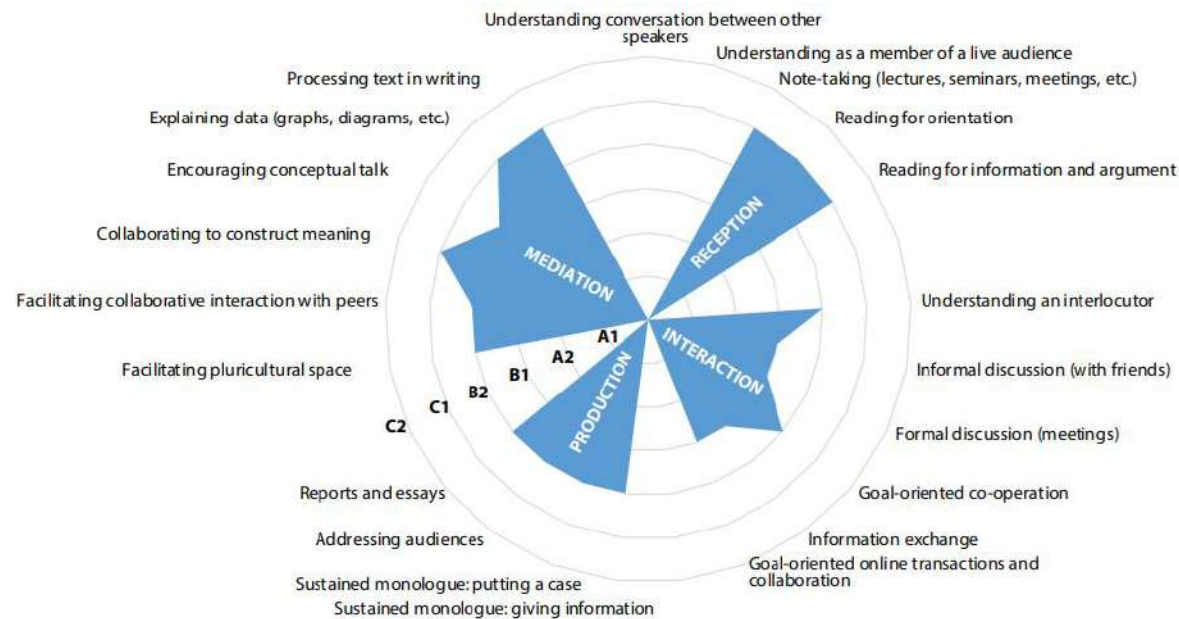 Understanding conversation between other
speakers
Understanding as a member of a live audience
Processing text in writing
Note-taking (lectures, seminars, meetings, etc.)
Explaining data (graphs, diagrams, etc.)
Reading for orientation
Encouraging conceptual talk
Reading for information and argument
RECEPTION
Collaborating to construct meaning
MEDIATION
Facilitating collaborative interaction with peers
Understanding an interlocutor
A1
INTERACTION
A2
Facilitating pluricultural space
Informal discussion (with friends)
B1
PRODUCTION
B2
C1
C2
Formal discussion (meetings)
Reports and essays
Goal-oriented co-operation
Addressing audiences
Information exchange
Goal-oriented online transactions and
collaboration
Sustained monologue: putting a case
Sustained monologue: giving information